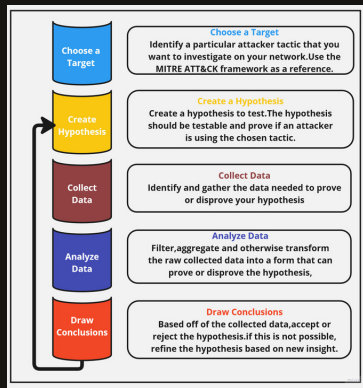 Choose a
Target
Choose a Target
Identify a particular attacker tactic that you
want to investigate on your network.Use the
MITRE ATT&CK framework as a reference.
Create
Hypothesis
Create a Hypothesis
Create a hypothesis to test.The hypothesis
should be testable and prove if an attacker
is using the chosen tactic.
Collect
Data
Collect Data
Identify and gather the data needed to prove
or disprove your hypothesis
Analyze
Data
Analyze Data
Filter,aggregate and otherwise transform
the raw collected data into a form that can
prove or disprove the hypothesis,
Draw
Conclusions
Draw Conclusions
Based off of the collected data,accept or
reject the hypothesis.if this is not possible,
refine the hypothesis based on new insight.